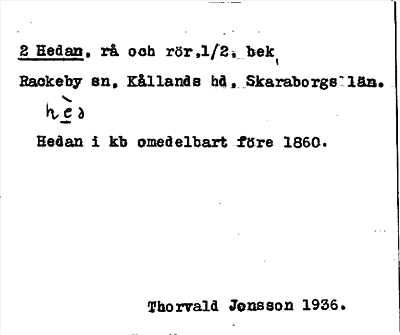 2 Hedan, rå och rör, 1/2, bek,
Rackeby sn, Kållands hd, Skaraborgs län.
Hedan i kb omedelbart före 1860.
Thorvald Jonsson 1936.